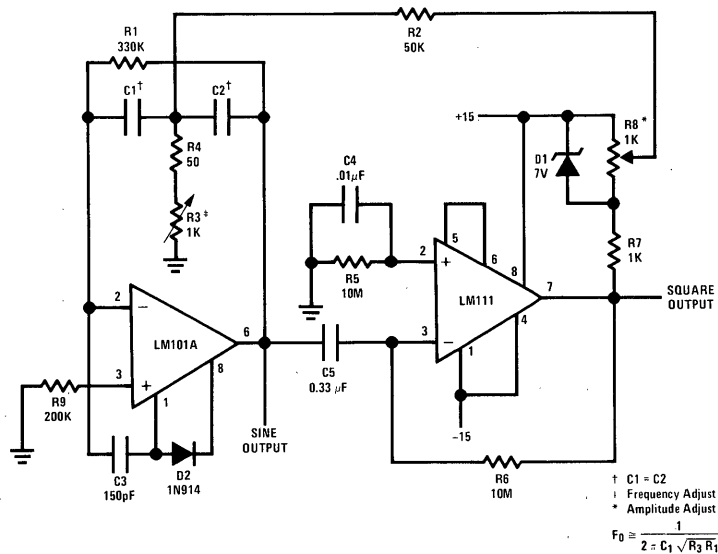 R1
330K
R2
50K
C1†
C2†
R4
50
R3‡
1K
C4
.01μF
R5
10M
+15
D1
7V
R8*
1K
R7
1K
5
6
8
2
+
LM111
7
SQUARE
OUTPUT
3
−
1
4
−15
2
−
LM101A
6
8
3
+
1
R9
200K
C5
0.33 μF
SINE
OUTPUT
C3
150pF
D2
1N914
R6
10M
† C1 = C2
‡ Frequency Adjust
* Amplitude Adjust
F₀ ≅ 1 / 2π C₁ √R₃ R₁